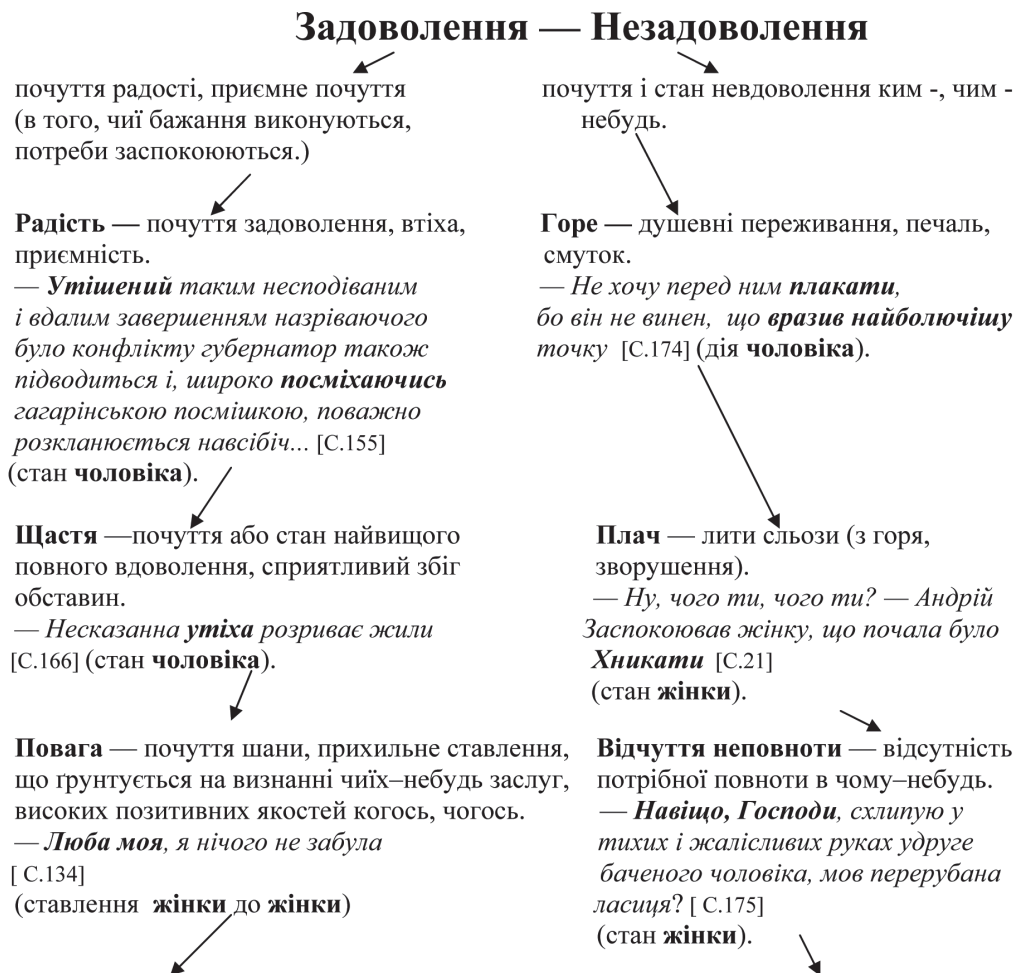 Задоволення — Незадоволення
почуття радості, приємне почуття
(в того, чиї бажання виконуються,
потреби заспокоюються.)
Радість — почуття задоволення, втіха,
приємність.
— Утішений таким несподіваним
і вдалим завершенням назріваючого
було конфлікту губернатор також
підводиться і, широко посміхаючись
гагарінською посмішкою, поважно
розкланюється навсібіч... [С.155]
(стан чоловіка).
Щастя —почуття або стан найвищого
повного вдоволення, сприятливий збіг
обставин.
— Несказанна утіха розриває жили
[С.166] (стан чоловіка).
Повага — почуття шани, прихильне ставлення,
що ґрунтується на визнанні чиїх–небудь заслуг,
високих позитивних якостей когось, чогось.
— Люба моя, я нічого не забула
[ С.134]
(ставлення жінки до жінки)
почуття і стан невдоволення ким -, чим -
небудь.
Горе — душевні переживання, печаль,
смуток.
— Не хочу перед ним плакати,
бо він не винен, що вразив найболючішу
точку [С.174] (дія чоловіка).
Плач — лити сльози (з горя,
зворушення).
— Ну, чого ти, чого ти? — Андрій
Заспокоював жінку, що почала було
Хникати [С.21]
(стан жінки).
Відчуття неповноти — відсутність
потрібної повноти в чому–небудь.
— Навіщо, Господи, схлипую у
тихих і жалісливих руках удруге
баченого чоловіка, мов перерубана
ласиця? [ С.175]
(стан жінки).